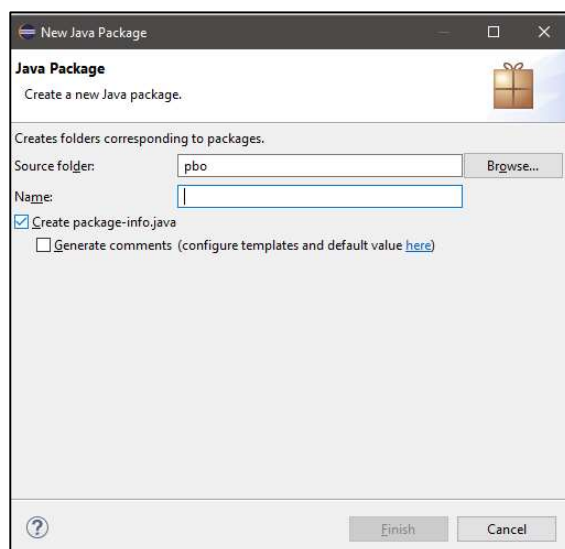 New Java Package
Java Package
Create a new Java package.
Creates folders corresponding to packages.
Source folder: pbo Browse...
Name:
Create package-info.java
Generate comments (configure templates and default value here)
? Finish Cancel